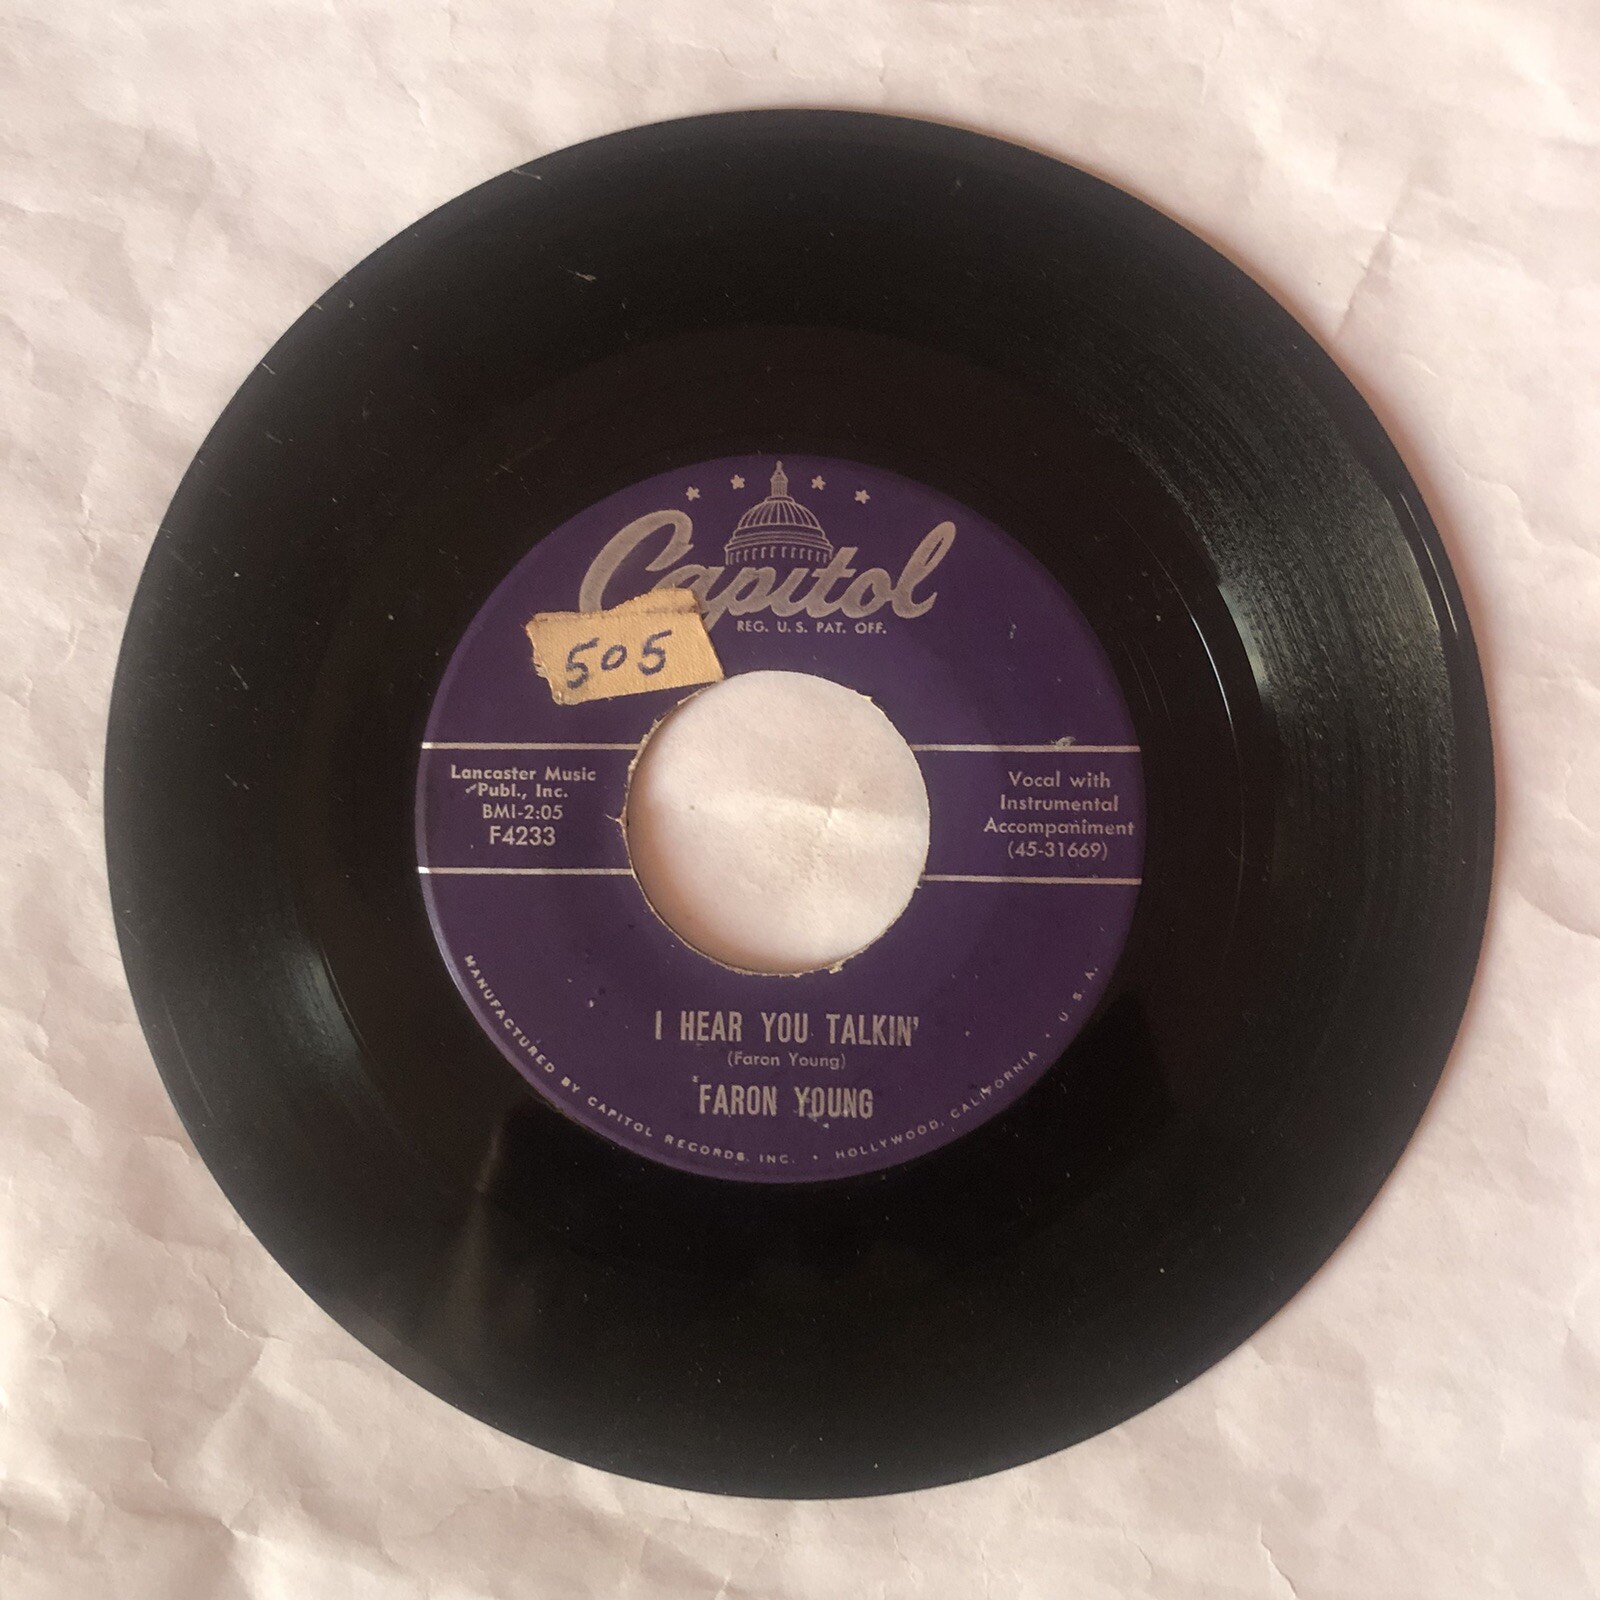 Capitol
REG. U.S. PAT. OFF.
505
Lancaster Music
Publ., Inc.
BMI-2:05
F4233
Vocal with
Instrumental
Accompaniment
(45-31669)
I HEAR YOU TALKIN'
(Faron Young)
FARON YOUNG
MANUFACTURED BY CAPITOL RECORDS, INC. • HOLLYWOOD, CALIFORNIA • U.S.A.